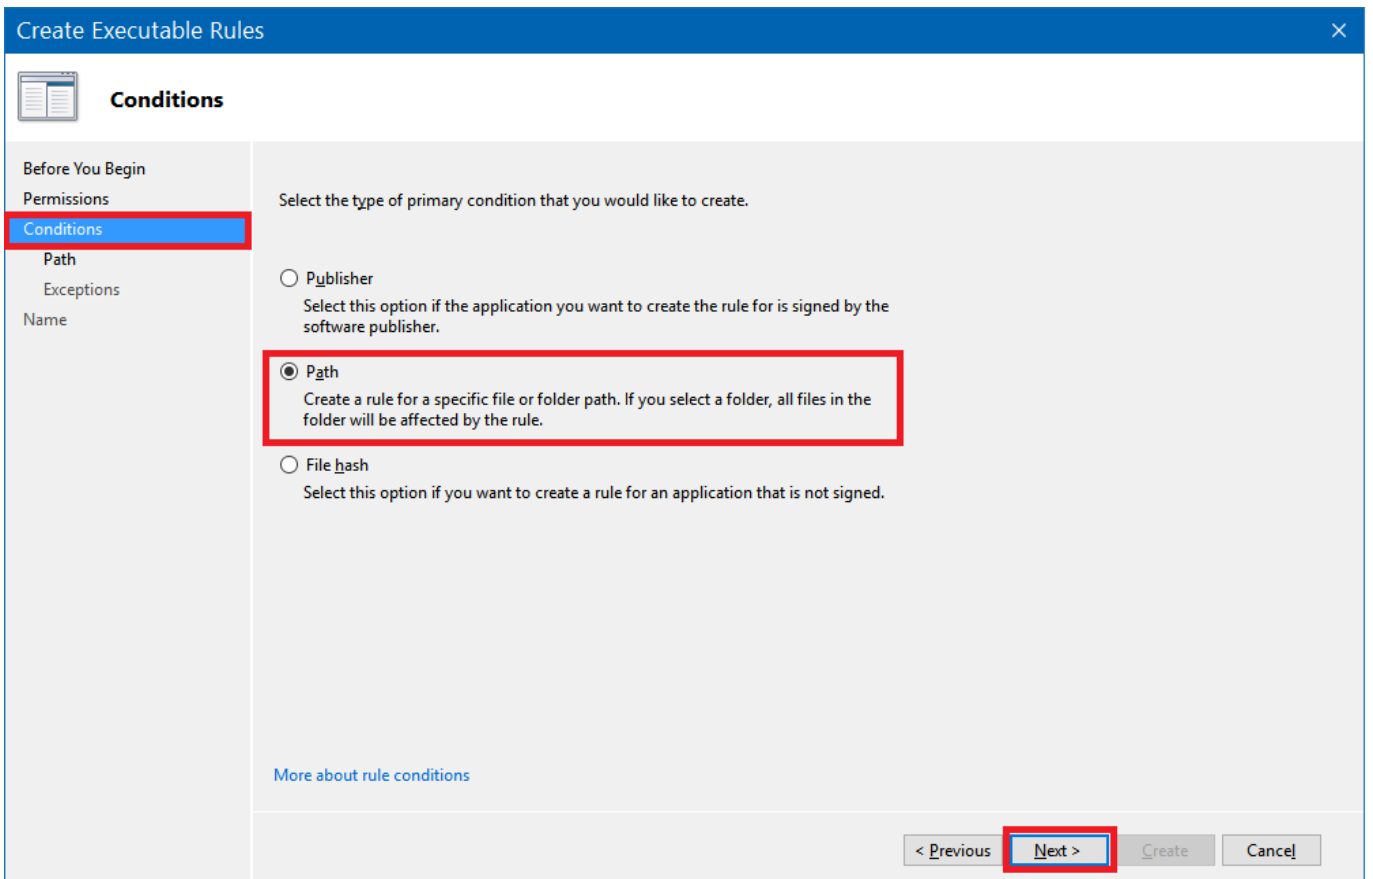 Create Executable Rules
Conditions
Before You Begin
Permissions
Conditions
Path
Exceptions
Name
Select the type of primary condition that you would like to create.
Publisher
Select this option if the application you want to create the rule for is signed by the
software publisher.
Path
Create a rule for a specific file or folder path. If you select a folder, all files in the
folder will be affected by the rule.
File hash
Select this option if you want to create a rule for an application that is not signed.
More about rule conditions
< Previous
Next >
Create
Cancel